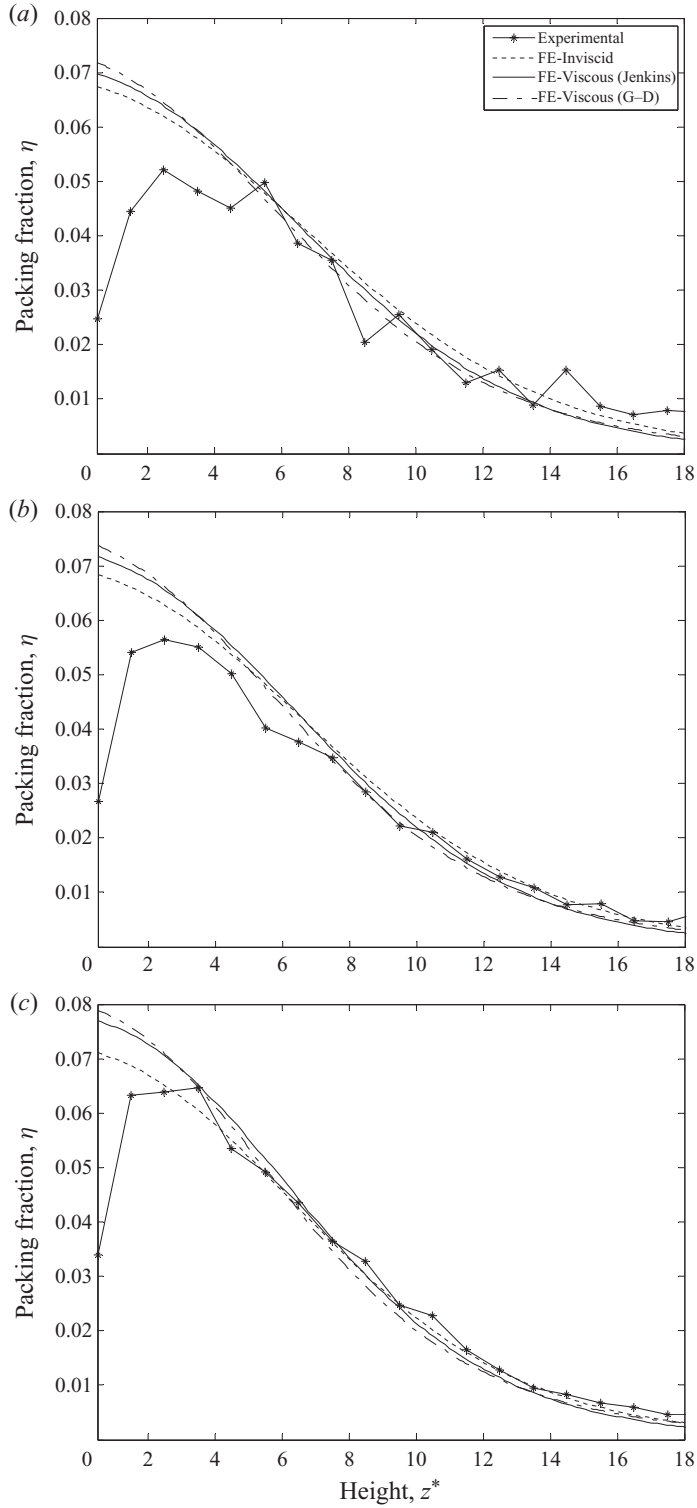 (a)
0.08
Experimental
FE-Inviscid
FE-Viscous (Jenkins)
FE-Viscous (G–D)
0.07
0.06
0.05
0.04
0.03
0.02
0.01
Packing fraction, η
0 2 4 6 8 10 12 14 16 18
(b)
0.08
0.07
0.06
0.05
0.04
0.03
0.02
0.01
Packing fraction, η
0 2 4 6 8 10 12 14 16 18
(c)
0.08
0.07
0.06
0.05
0.04
0.03
0.02
0.01
Packing fraction, η
0 2 4 6 8 10 12 14 16 18
Height, z*